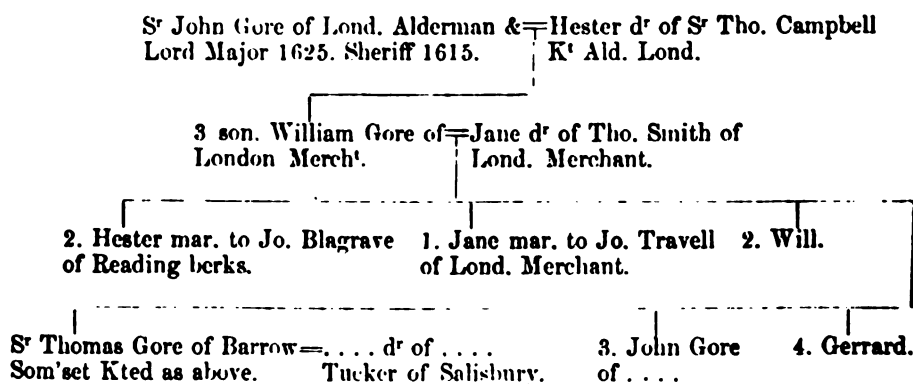 Sʳ John Gore of Lond. Alderman &=Hester dʳ of Sʳ Tho. Campbell
Lord Major 1625. Sheriff 1615. Kᵗ Ald. Lond.
3 son. William Gore of=Jane dʳ of Tho. Smith of
London Merchᵗ. Lond. Merchant.
2. Hester mar. to Jo. Blagrave 1. Jane mar. to Jo. Travell 2. Will.
of Reading berks. of Lond. Merchant.
Sʳ Thomas Gore of Barrow=.... dʳ of .... 3. John Gore 4. Gerrard.
Som'set Kted as above. Tucker of Salisbury. of ....